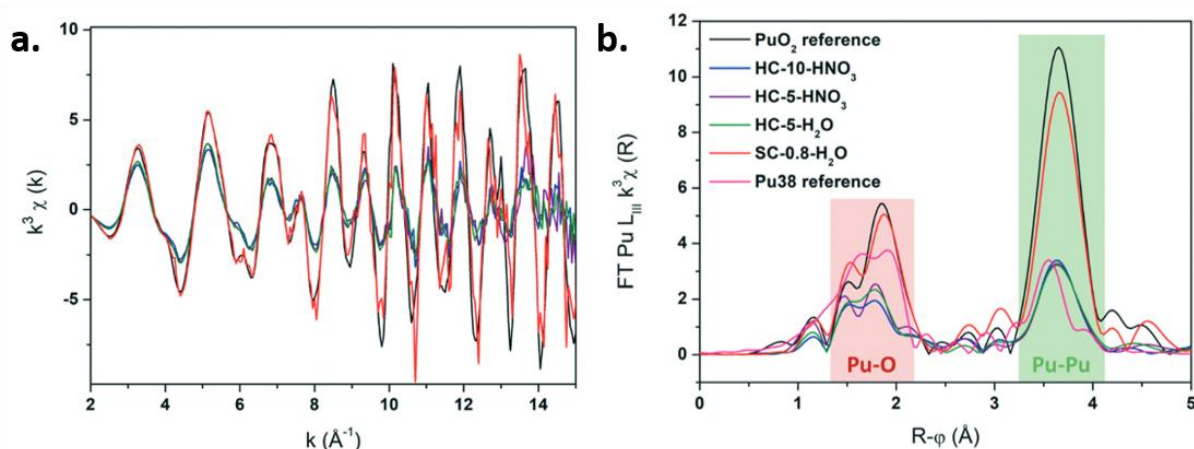 a.
10
5
0
-5
k³ χ (k)
2 4 6 8 10 12 14
k (Å⁻¹)
b.
12
10
8
6
4
2
0
FT Pu L_III k³χ (R)
PuO₂ reference
HC-10-HNO₃
HC-5-HNO₃
HC-5-H₂O
SC-0.8-H₂O
Pu38 reference
Pu-O
Pu-Pu
0 1 2 3 4 5
R-φ (Å)